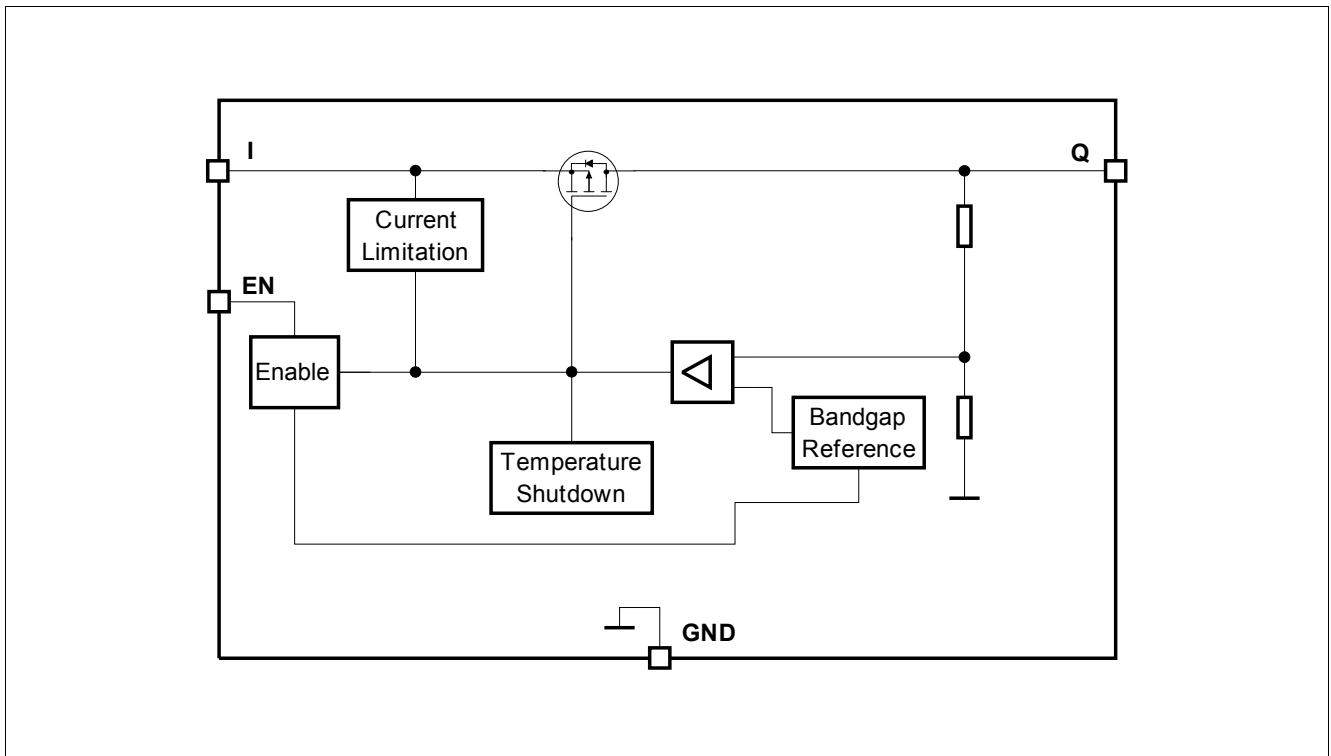 I
Q
Current
Limitation
EN
Enable
Bandgap
Reference
Temperature
Shutdown
GND